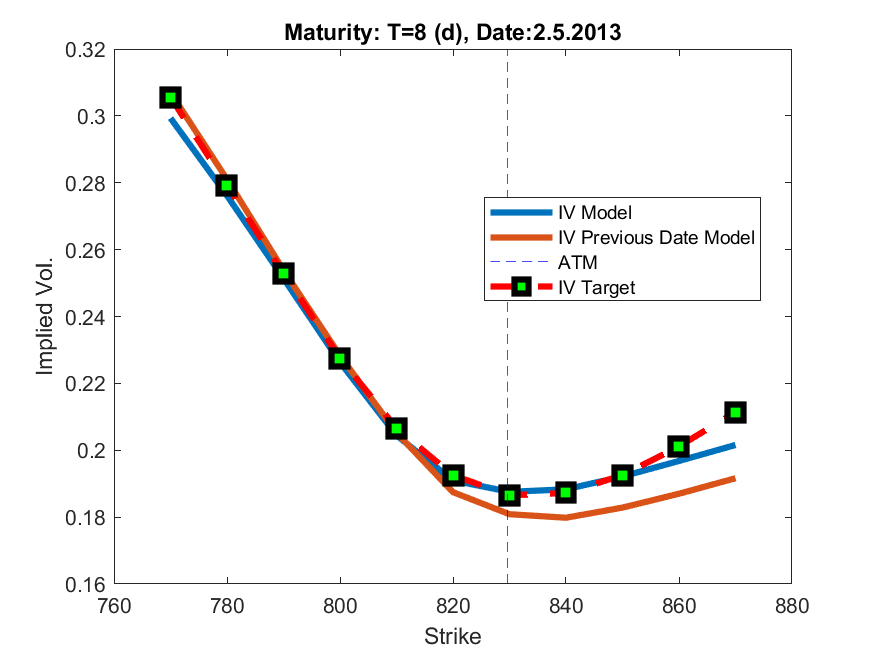 Maturity: T=8 (d), Date:2.5.2013
0.32
0.3
0.28
0.26
0.24
0.22
0.2
0.18
0.16
Implied Vol.
IV Model
IV Previous Date Model
ATM
IV Target
760 780 800 820 840 860 880
Strike